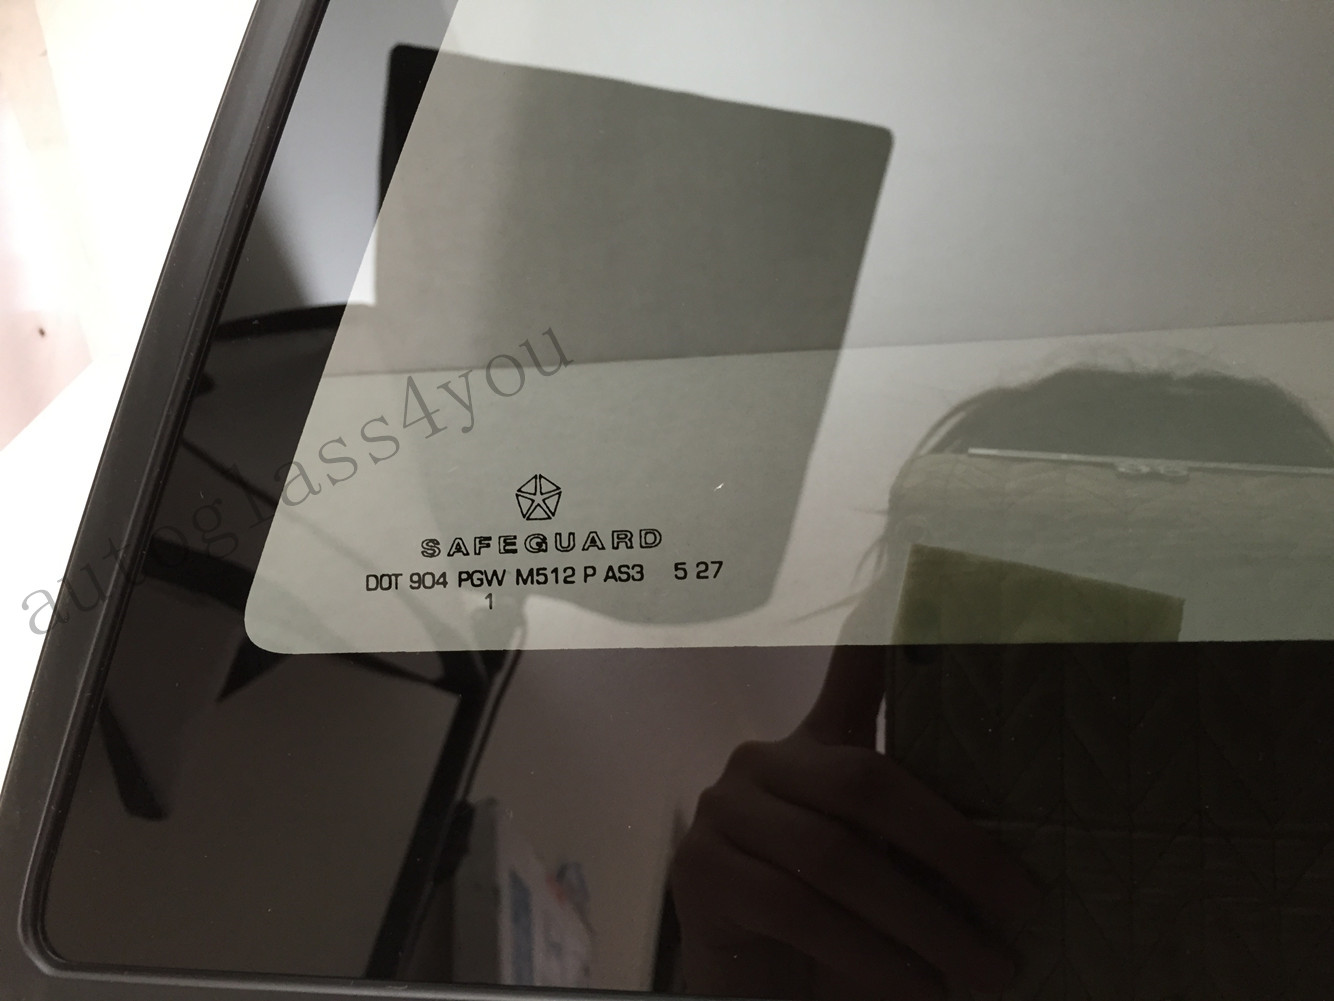 autoglass4you
SAFEGUARD
DOT 904 PGW M512 P AS3 5 27
1